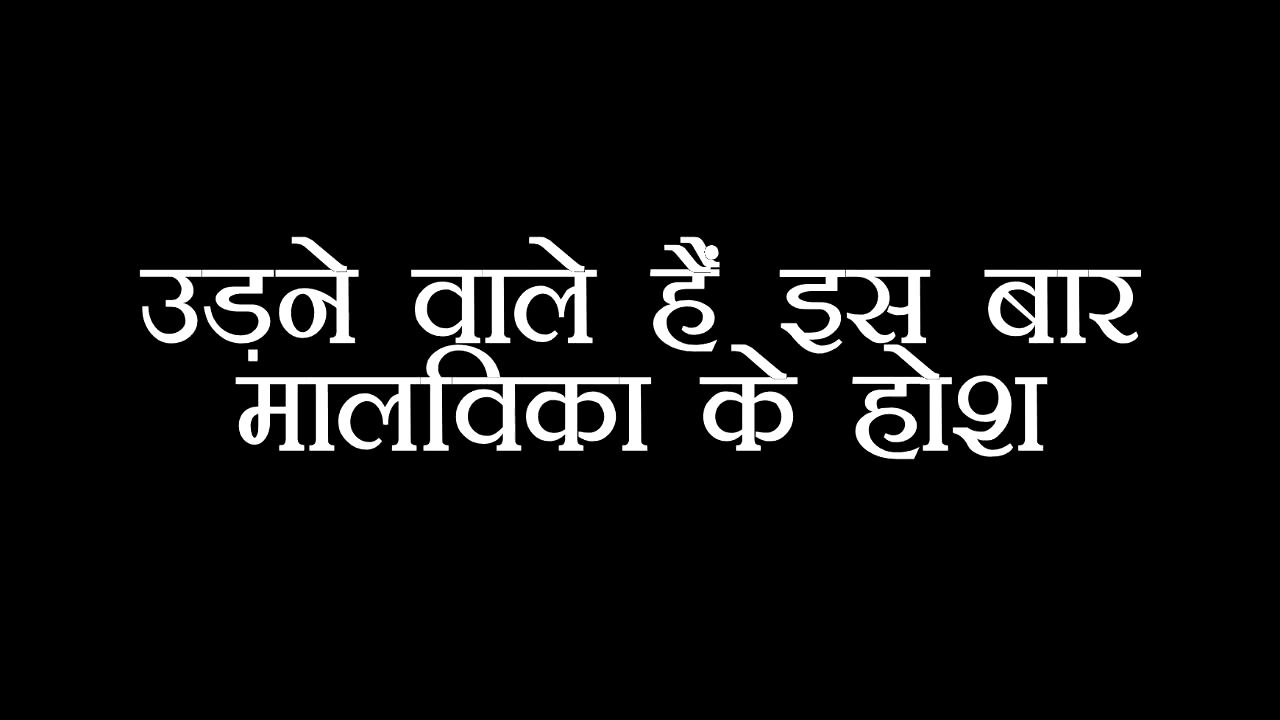 उड़ने वाले हैं इस बार
मालविका के होश